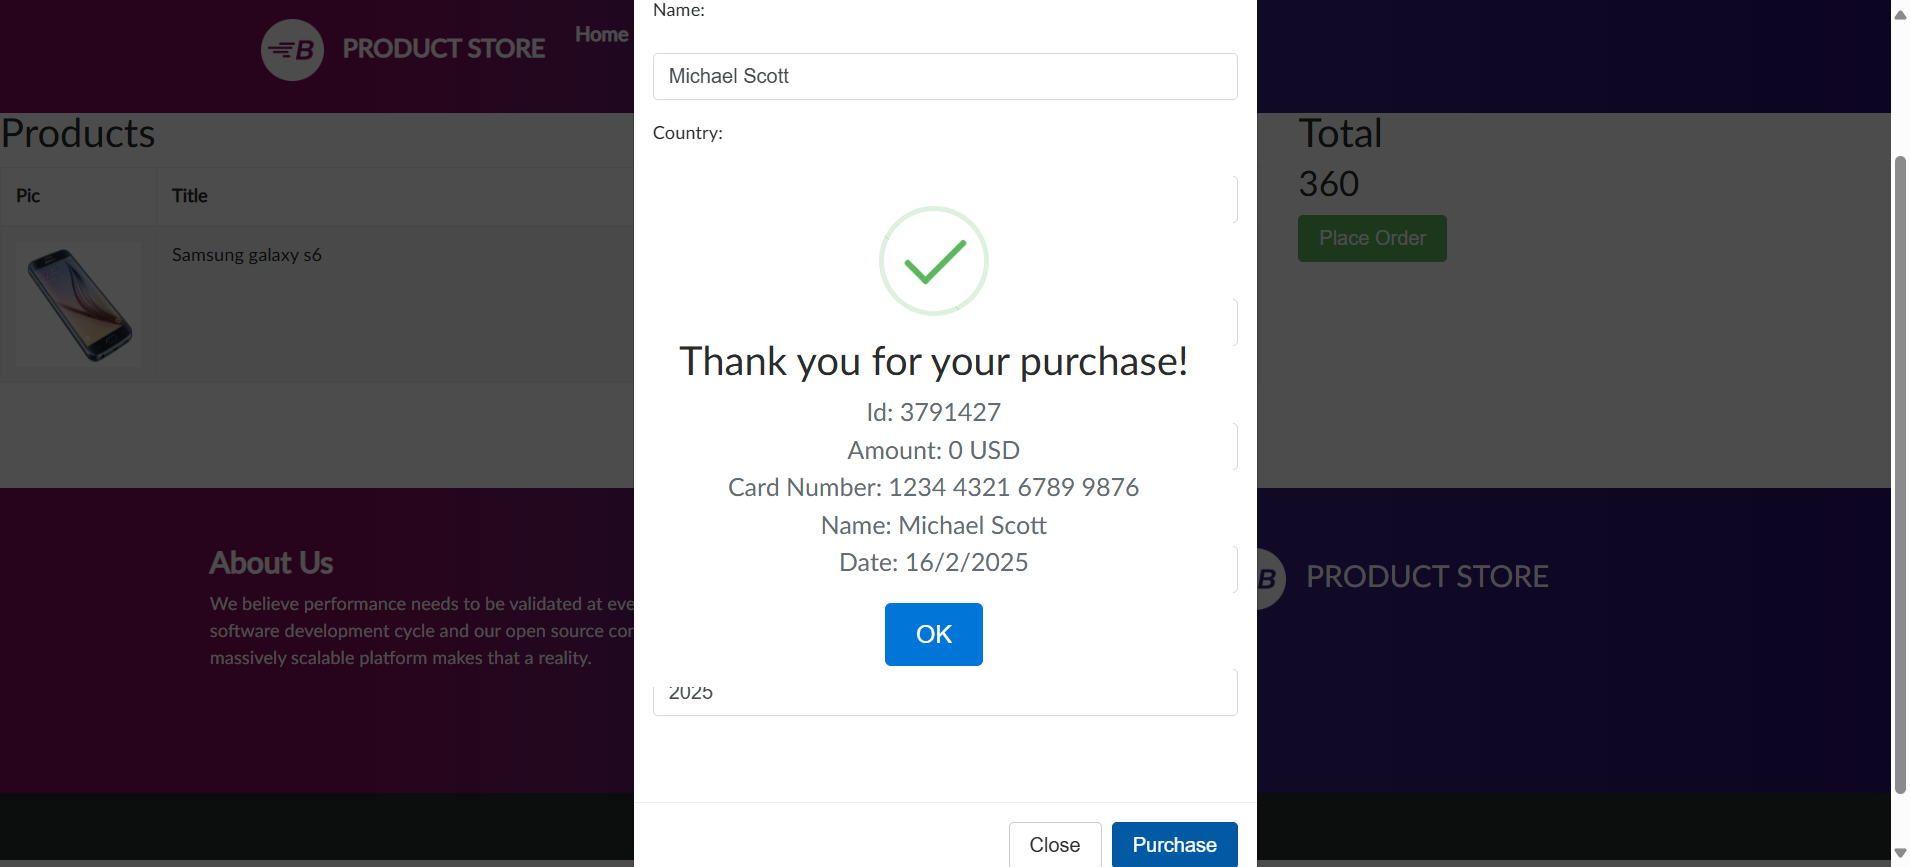 B PRODUCT STORE
Home
Name:
Michael Scott
Country:
Products
Pic
Title
Samsung galaxy s6
Total
360
Place Order
Thank you for your purchase!
Id: 3791427
Amount: 0 USD
Card Number: 1234 4321 6789 9876
Name: Michael Scott
Date: 16/2/2025
OK
2025
About Us
We believe performance needs to be validated at eve
software development cycle and our open source
massively scalable platform makes that a reality.
B PRODUCT STORE
Close
Purchase